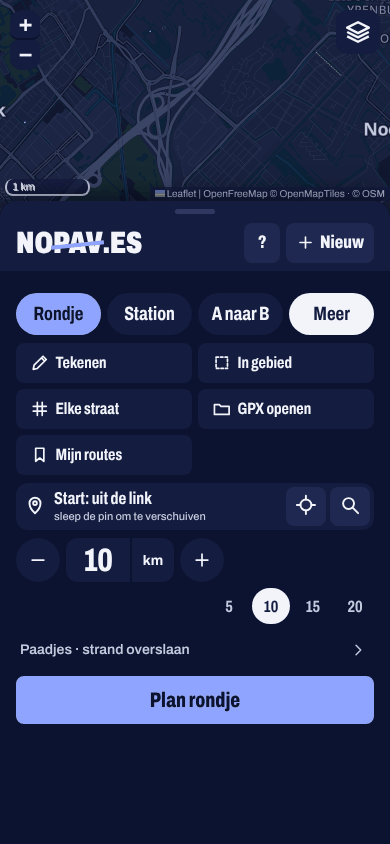 +
−
1 km
Leaflet | OpenFreeMap © OpenMapTiles · © OSM
NOPAV.ES
?
+ Nieuw
Rondje
Station
A naar B
Meer
Tekenen
In gebied
Elke straat
GPX openen
Mijn routes
Start: uit de link
sleep de pin om te verschuiven
−
10
km
+
5
10
15
20
Paadjes · strand overslaan
Plan rondje